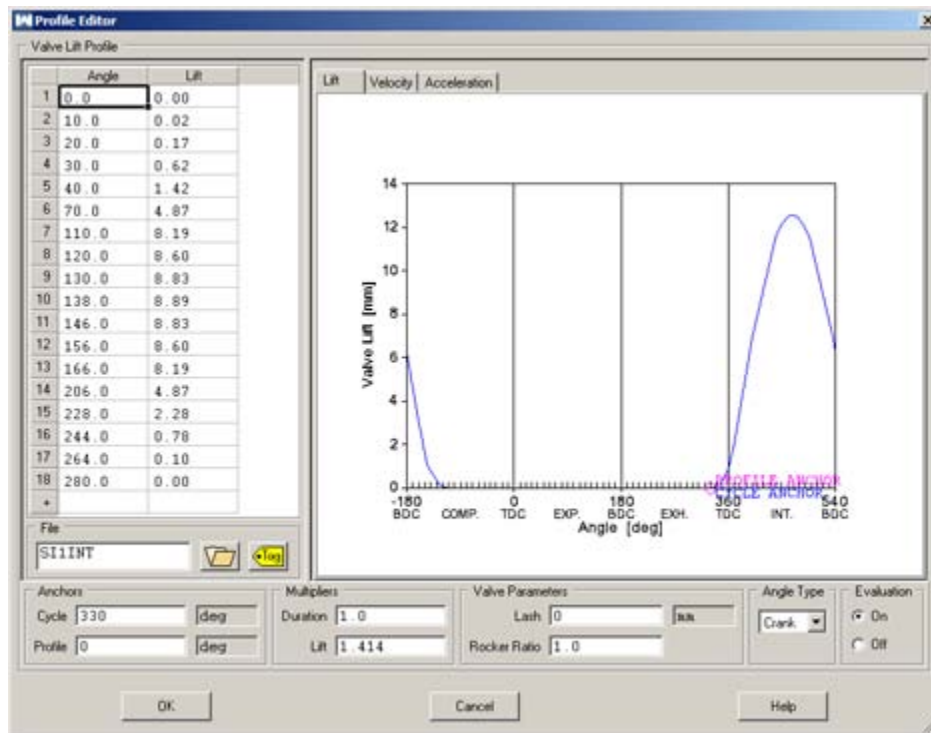 Profile Editor
Valve Lift Profile
Angle Lift
1 0.0 0.00
2 10.0 0.02
3 20.0 0.17
4 30.0 0.62
5 40.0 1.42
6 70.0 4.87
7 110.0 8.19
8 120.0 8.60
9 130.0 8.83
10 138.0 8.89
11 146.0 8.83
12 156.0 8.60
13 166.0 8.19
14 206.0 4.87
15 228.0 2.28
16 244.0 0.78
17 264.0 0.10
18 280.0 0.00
+
File
SI1INT
Tag
Lift Velocity Acceleration
Valve Lift [mm]
14
12
10
8
6
4
2
0
PROFILE ANCHOR
CYCLE ANCHOR
-180 0 180 360 540
BDC COMP. TDC EXP. BDC EXH. TDC INT. BDC
Angle [deg]
Anchors
Cycle 330 deg
Profile 0 deg
Multipliers
Duration 1.0
Lift 1.414
Valve Parameters
Lash 0 mm
Rocker Ratio 1.0
Angle Type
Crank
Evaluation
On
Off
OK Cancel Help